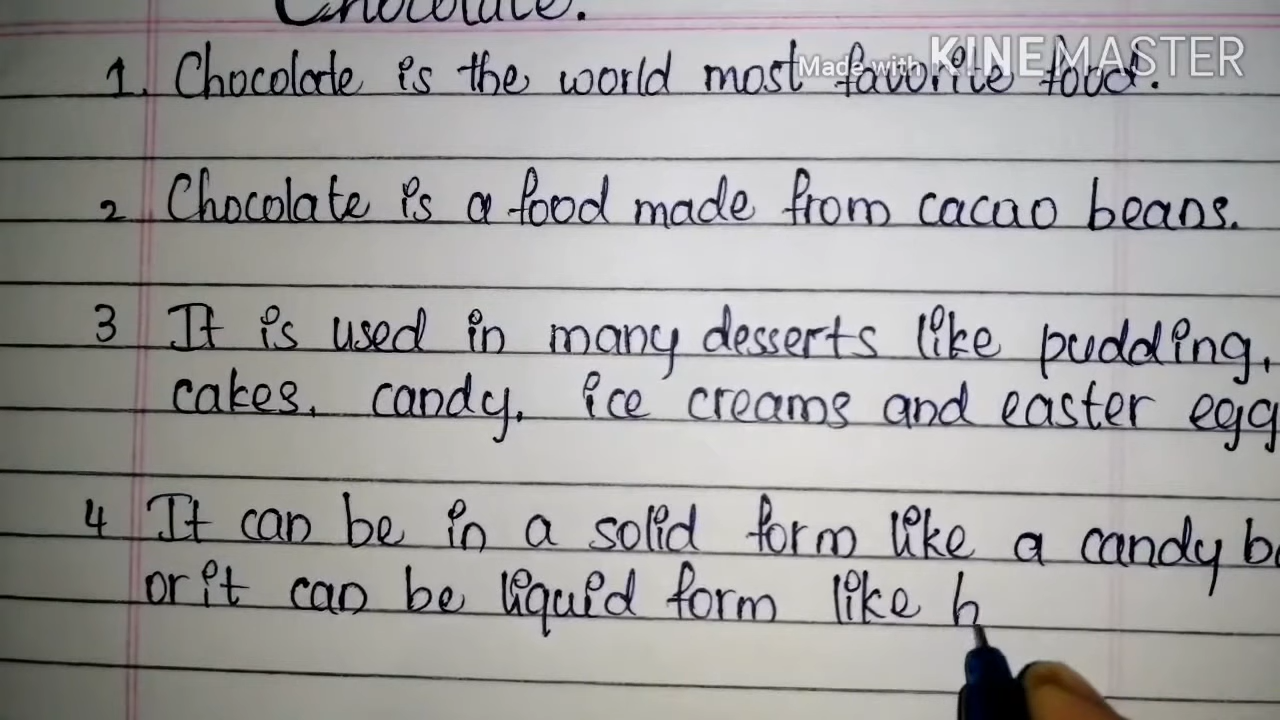 Chocolate.
1. Chocolate is the world most favorite food.
Made with KINEMASTER
2 Chocolate is a food made from cacao beans.
3 It is used in many desserts like pudding,
cakes, candy, ice creams and easter egg
4 It can be in a solid form like a candy ba
or it can be liquid form like h